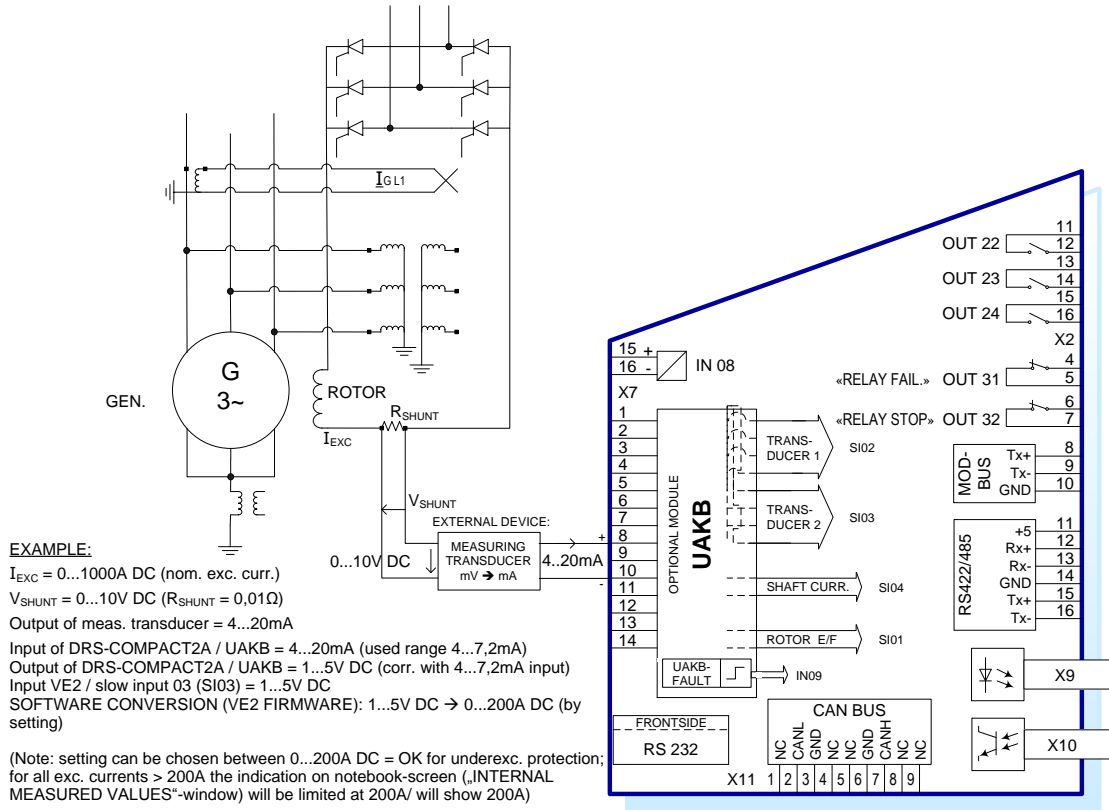 I GL1
G
3~
GEN.
ROTOR
RSHUNT
IEXC
VSHUNT
EXTERNAL DEVICE:
MEASURING
TRANSDUCER
mV ➔ mA
0...10V DC
+
4..20mA
-
EXAMPLE:
IEXC = 0...1000A DC (nom. exc. curr.)
VSHUNT = 0...10V DC (RSHUNT = 0,01Ω)
Output of meas. transducer = 4...20mA
Input of DRS-COMPACT2A / UAKB = 4...20mA (used range 4...7,2mA)
Output of DRS-COMPACT2A / UAKB = 1...5V DC (corr. with 4...7,2mA input)
Input VE2 / slow input 03 (SI03) = 1...5V DC
SOFTWARE CONVERSION (VE2 FIRMWARE): 1...5V DC → 0...200A DC (by
setting)
(Note: setting can be chosen between 0...200A DC = OK for underexc. protection;
for all exc. currents > 200A the indication on notebook-screen („INTERNAL
MEASURED VALUES“-window) will be limited at 200A/ will show 200A)
15 +
16 -
IN 08
X7
1
2
3
4
5
6
7
8
9
10
11
12
13
14
OPTIONAL MODULE
UAKB
TRANS-
DUCER 1
SI02
TRANS-
DUCER 2
SI03
SHAFT CURR.
SI04
ROTOR E/F
SI01
UAKB-
FAULT
IN09
FRONTSIDE
RS 232
CAN BUS
NC
CANL
GND
NC
NC
GND
CANH
NC
NC
X11
1 2 3 4 5 6 7 8 9
OUT 22
11
12
OUT 23
13
14
OUT 24
15
16
X2
«RELAY FAIL.» OUT 31
4
5
«RELAY STOP» OUT 32
6
7
MOD-
BUS
Tx+ 8
Tx- 9
GND 10
RS422/485
+5 11
Rx+ 12
Rx- 13
GND 14
Tx+ 15
Tx- 16
X9
X10